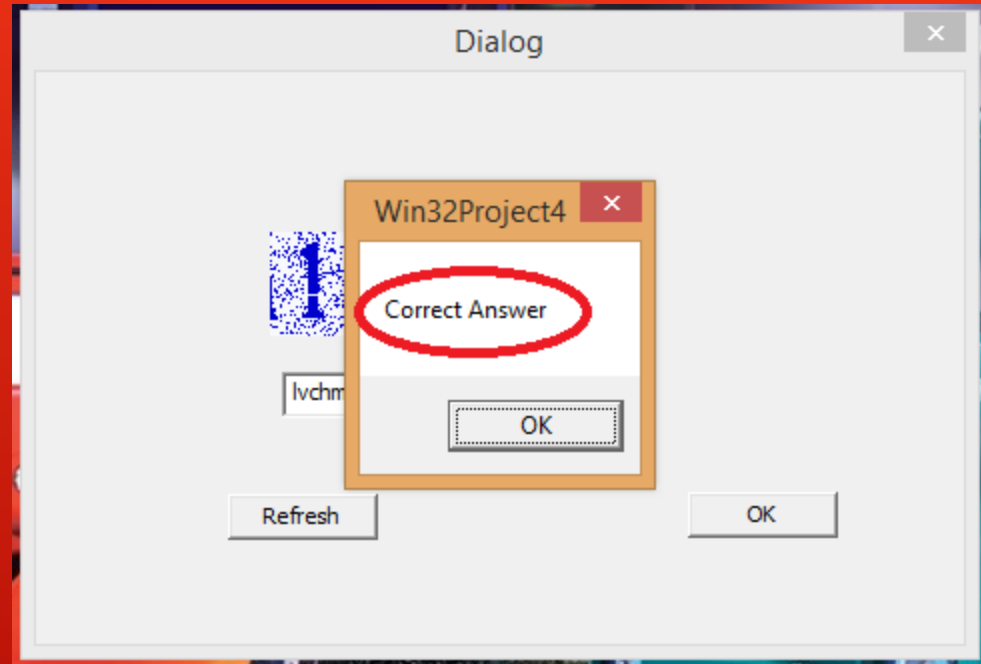 Dialog
Win32Project4
l
Correct Answer
lvchm
OK
Refresh
OK